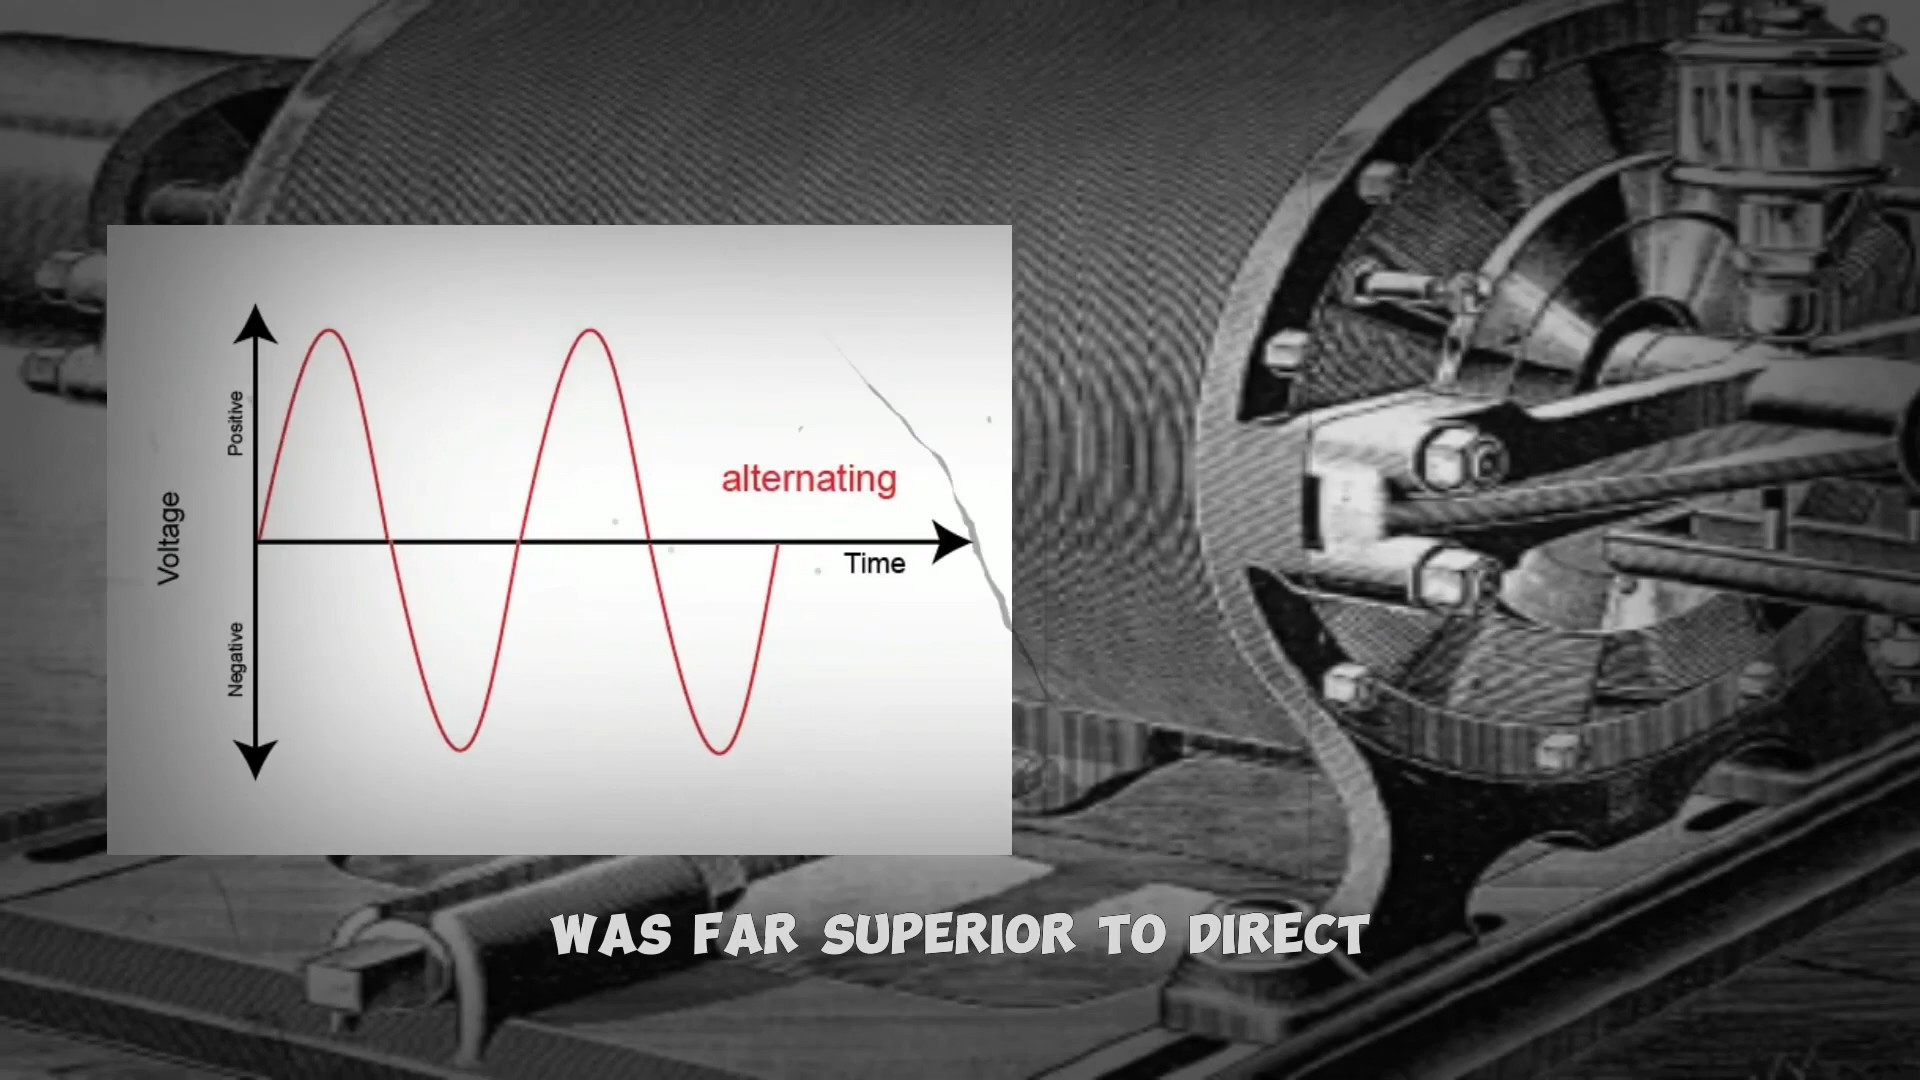 Positive
Voltage
alternating
Time
Negative
WAS FAR SUPERIOR TO DIRECT